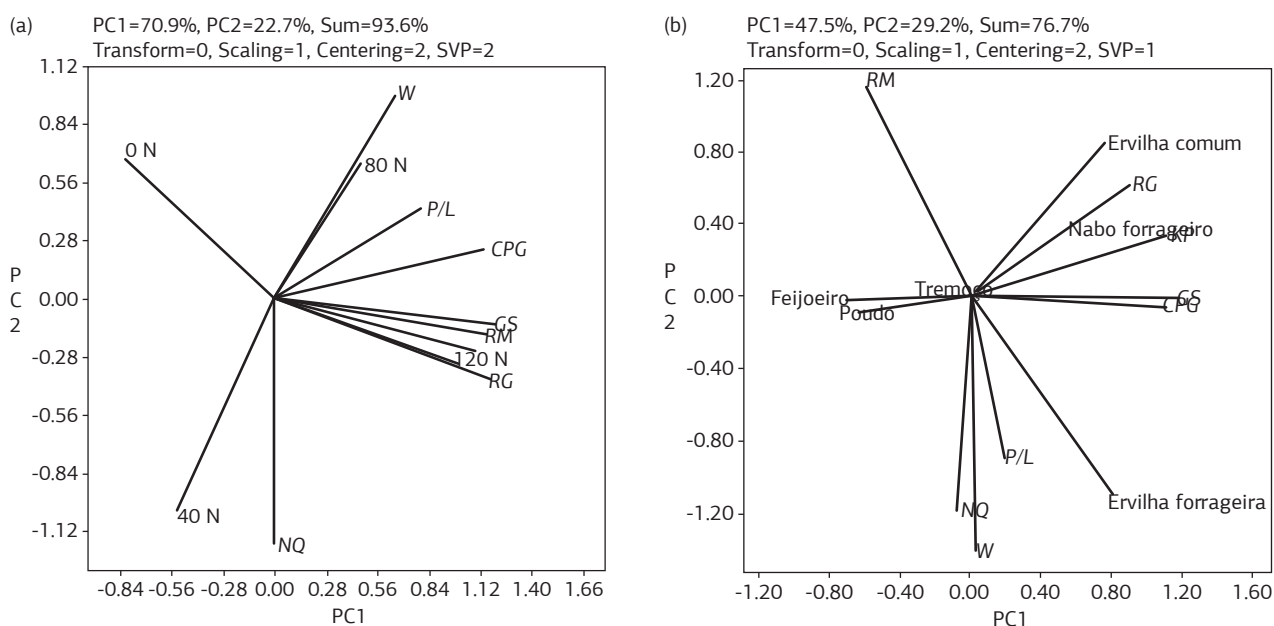 (a)
PC1=70.9%, PC2=22.7%, Sum=93.6%
Transform=0, Scaling=1, Centering=2, SVP=2
1.12
0.84
0.56
0.28
0.00
-0.28
-0.56
-0.84
-1.12
P
C
2
W
0 N
80 N
P/L
CPG
GS
RM
120 N
RG
40 N
NQ
-0.84 -0.56 -0.28 0.00 0.28 0.56 0.84 1.12 1.40 1.66
PC1
(b)
PC1=47.5%, PC2=29.2%, Sum=76.7%
Transform=0, Scaling=1, Centering=2, SVP=1
1.20
0.80
0.40
0.00
-0.40
-0.80
-1.20
P
C
2
RM
Ervilha comum
RG
Nabo forrageiro
Tremoço
GS
Feijoeiro
CPG
Poudo
P/L
Ervilha forrageira
NQ
W
-1.20 -0.80 -0.40 0.00 0.40 0.80 1.20 1.60
PC1